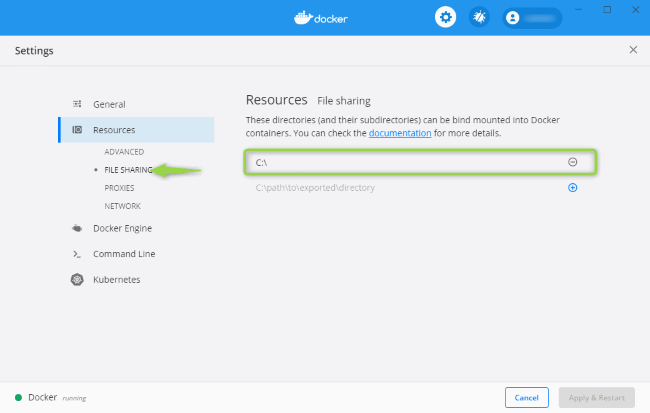 docker
Settings
General
Resources
ADVANCED
FILE SHARING
PROXIES
NETWORK
Docker Engine
Command Line
Kubernetes
Resources File sharing
These directories (and their subdirectories) can be bind mounted into Docker
containers. You can check the documentation for more details.
C:\
C:\path\to\exported\directory
Docker running
Cancel
Apply & Restart